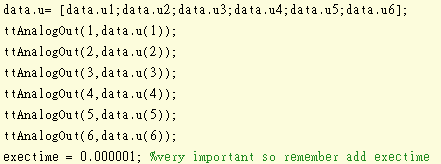 data.u= [data.u1;data.u2;data.u3;data.u4;data.u5;data.u6];
ttAnalogOut(1,data.u(1));
ttAnalogOut(2,data.u(2));
ttAnalogOut(3,data.u(3));
ttAnalogOut(4,data.u(4));
ttAnalogOut(5,data.u(5));
ttAnalogOut(6,data.u(6));
exectime = 0.000001; %very important so remember add exectime